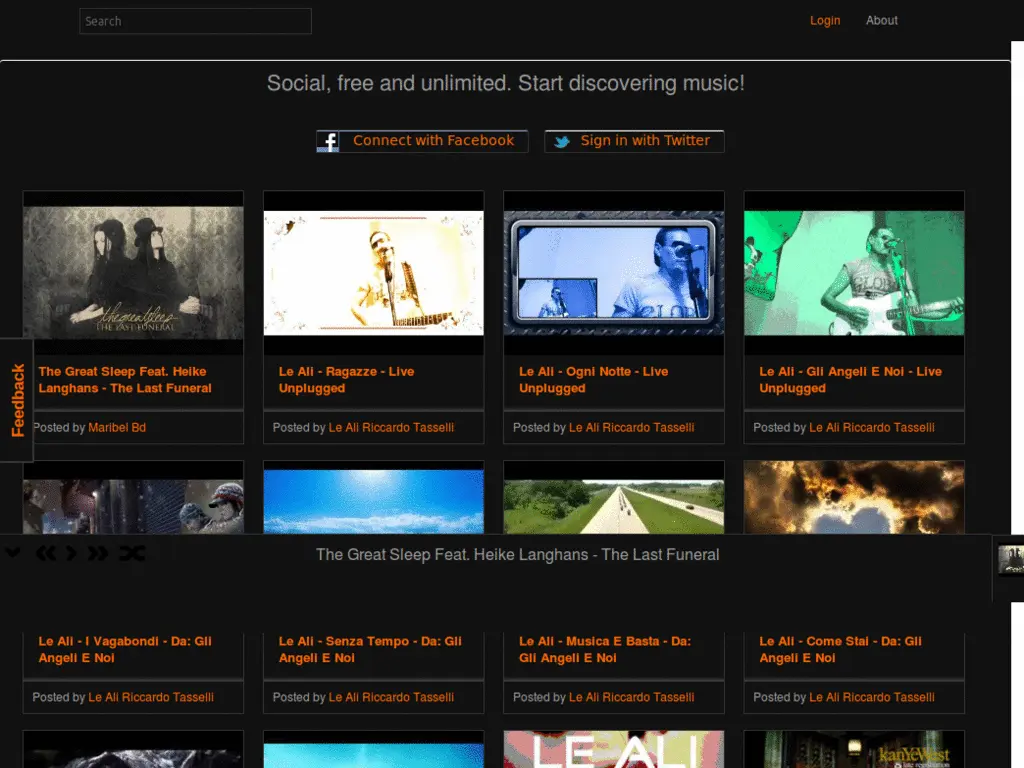 Search
Login
About
Social, free and unlimited. Start discovering music!
Connect with Facebook
Sign in with Twitter
thegreatsleep
THE LAST FUNERAL
The Great Sleep Feat. Heike
Langhans - The Last Funeral
Le Ali - Ragazze - Live
Unplugged
Le Ali - Ogni Notte - Live
Unplugged
Le Ali - Gli Angeli E Noi - Live
Unplugged
Feedback
Posted by Maribel Bd
Posted by Le Ali Riccardo Tasselli
Posted by Le Ali Riccardo Tasselli
Posted by Le Ali Riccardo Tasselli
The Great Sleep Feat. Heike Langhans - The Last Funeral
Le Ali - I Vagabondi - Da: Gli
Angeli E Noi
Le Ali - Senza Tempo - Da: Gli
Angeli E Noi
Le Ali - Musica E Basta - Da:
Gli Angeli E Noi
Le Ali - Come Stai - Da: Gli
Angeli E Noi
Posted by Le Ali Riccardo Tasselli
Posted by Le Ali Riccardo Tasselli
Posted by Le Ali Riccardo Tasselli
Posted by Le Ali Riccardo Tasselli
LE ALI
kanYeWest
late registration